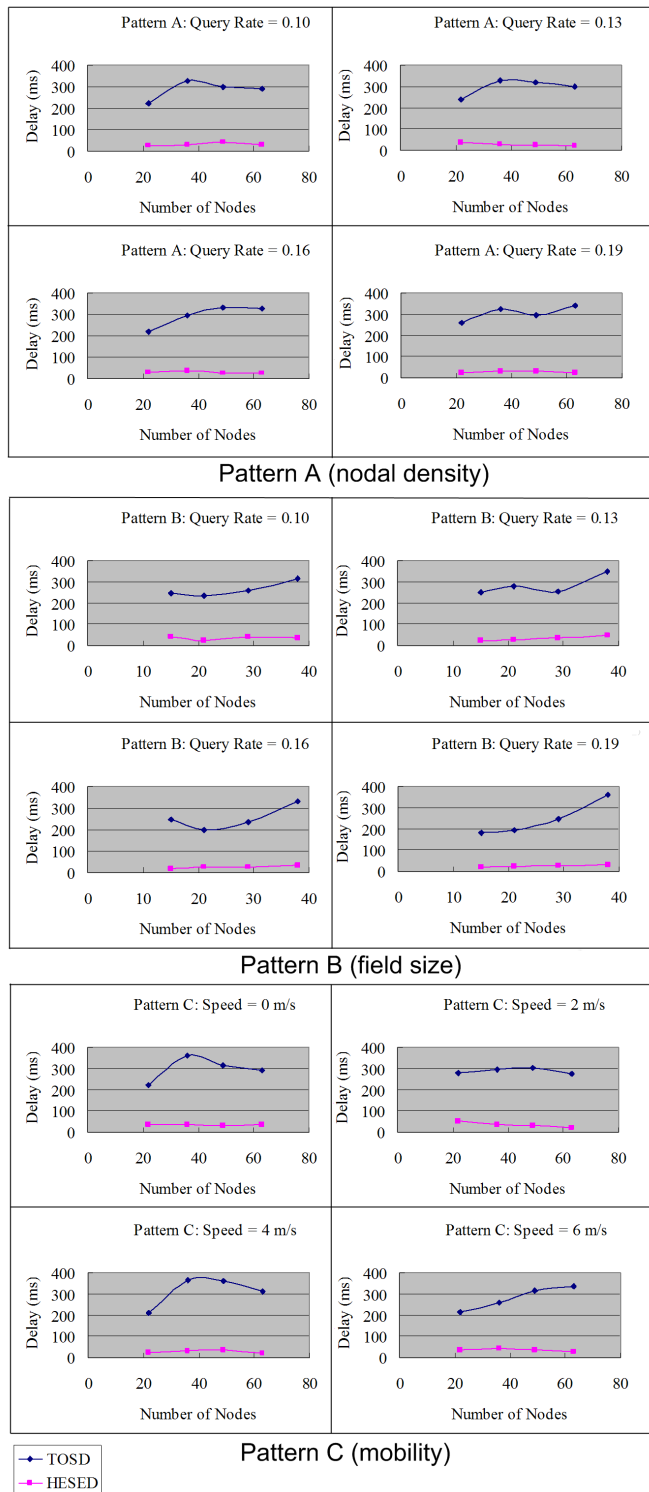 Pattern A: Query Rate = 0.10
Delay (ms)
400
300
200
100
0
0 20 40 60 80
Number of Nodes
Pattern A: Query Rate = 0.13
Delay (ms)
400
300
200
100
0
0 20 40 60 80
Number of Nodes
Pattern A: Query Rate = 0.16
Delay (ms)
400
300
200
100
0
0 20 40 60 80
Number of Nodes
Pattern A: Query Rate = 0.19
Delay (ms)
400
300
200
100
0
0 20 40 60 80
Number of Nodes
Pattern A (nodal density)
Pattern B: Query Rate = 0.10
Delay (ms)
400
300
200
100
0
0 10 20 30 40
Number of Nodes
Pattern B: Query Rate = 0.13
Delay (ms)
400
300
200
100
0
0 10 20 30 40
Number of Nodes
Pattern B: Query Rate = 0.16
Delay (ms)
400
300
200
100
0
0 10 20 30 40
Number of Nodes
Pattern B: Query Rate = 0.19
Delay (ms)
400
300
200
100
0
0 10 20 30 40
Number of Nodes
Pattern B (field size)
Pattern C: Speed = 0 m/s
Delay (ms)
400
300
200
100
0
0 20 40 60 80
Number of Nodes
Pattern C: Speed = 2 m/s
Delay (ms)
400
300
200
100
0
0 20 40 60 80
Number of Nodes
Pattern C: Speed = 4 m/s
Delay (ms)
400
300
200
100
0
0 20 40 60 80
Number of Nodes
Pattern C: Speed = 6 m/s
Delay (ms)
400
300
200
100
0
0 20 40 60 80
Number of Nodes
Pattern C (mobility)
TOSD
HESED